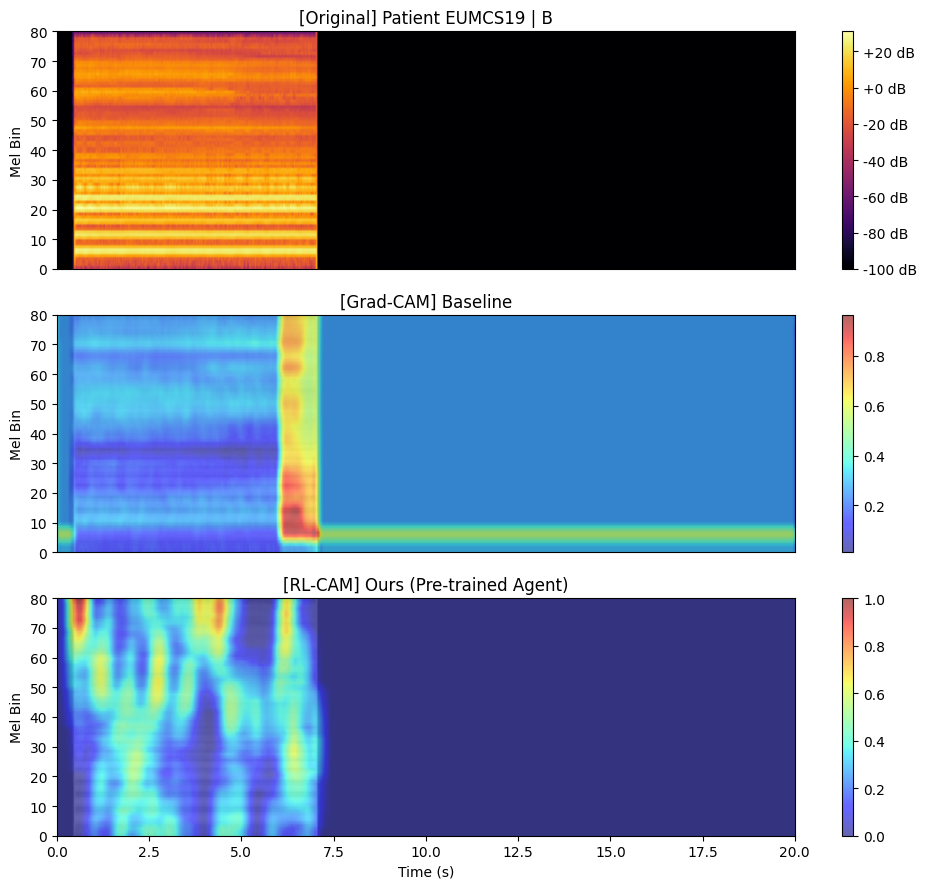 [Original] Patient EUMCS19 | B
80
70
60
50
40
30
20
10
0
Mel Bin
+20 dB
+0 dB
-20 dB
-40 dB
-60 dB
-80 dB
-100 dB
[Grad-CAM] Baseline
80
70
60
50
40
30
20
10
0
Mel Bin
0.8
0.6
0.4
0.2
[RL-CAM] Ours (Pre-trained Agent)
80
70
60
50
40
30
20
10
0
Mel Bin
1.0
0.8
0.6
0.4
0.2
0.0
0.0 2.5 5.0 7.5 10.0 12.5 15.0 17.5 20.0
Time (s)